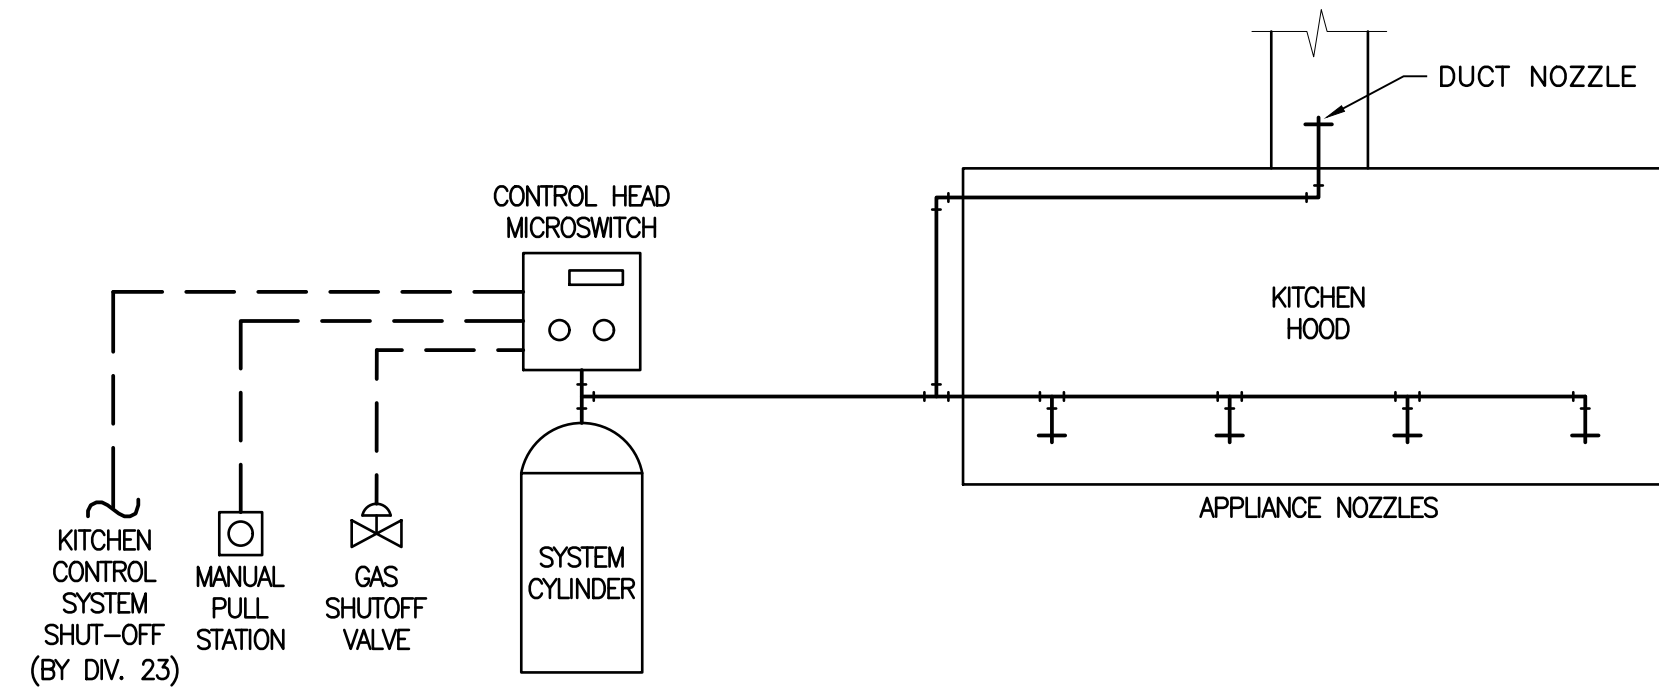 DUCT NOZZLE
CONTROL HEAD
MICROSWITCH
KITCHEN
HOOD
APPLIANCE NOZZLES
KITCHEN
CONTROL
SYSTEM
SHUT-OFF
(BY DIV. 23)
MANUAL
PULL
STATION
GAS
SHUTOFF
VALVE
SYSTEM
CYLINDER